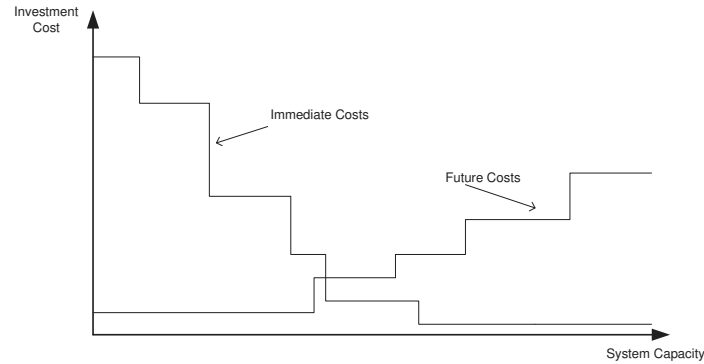 Investment
Cost
Immediate Costs
Future Costs
System Capacity